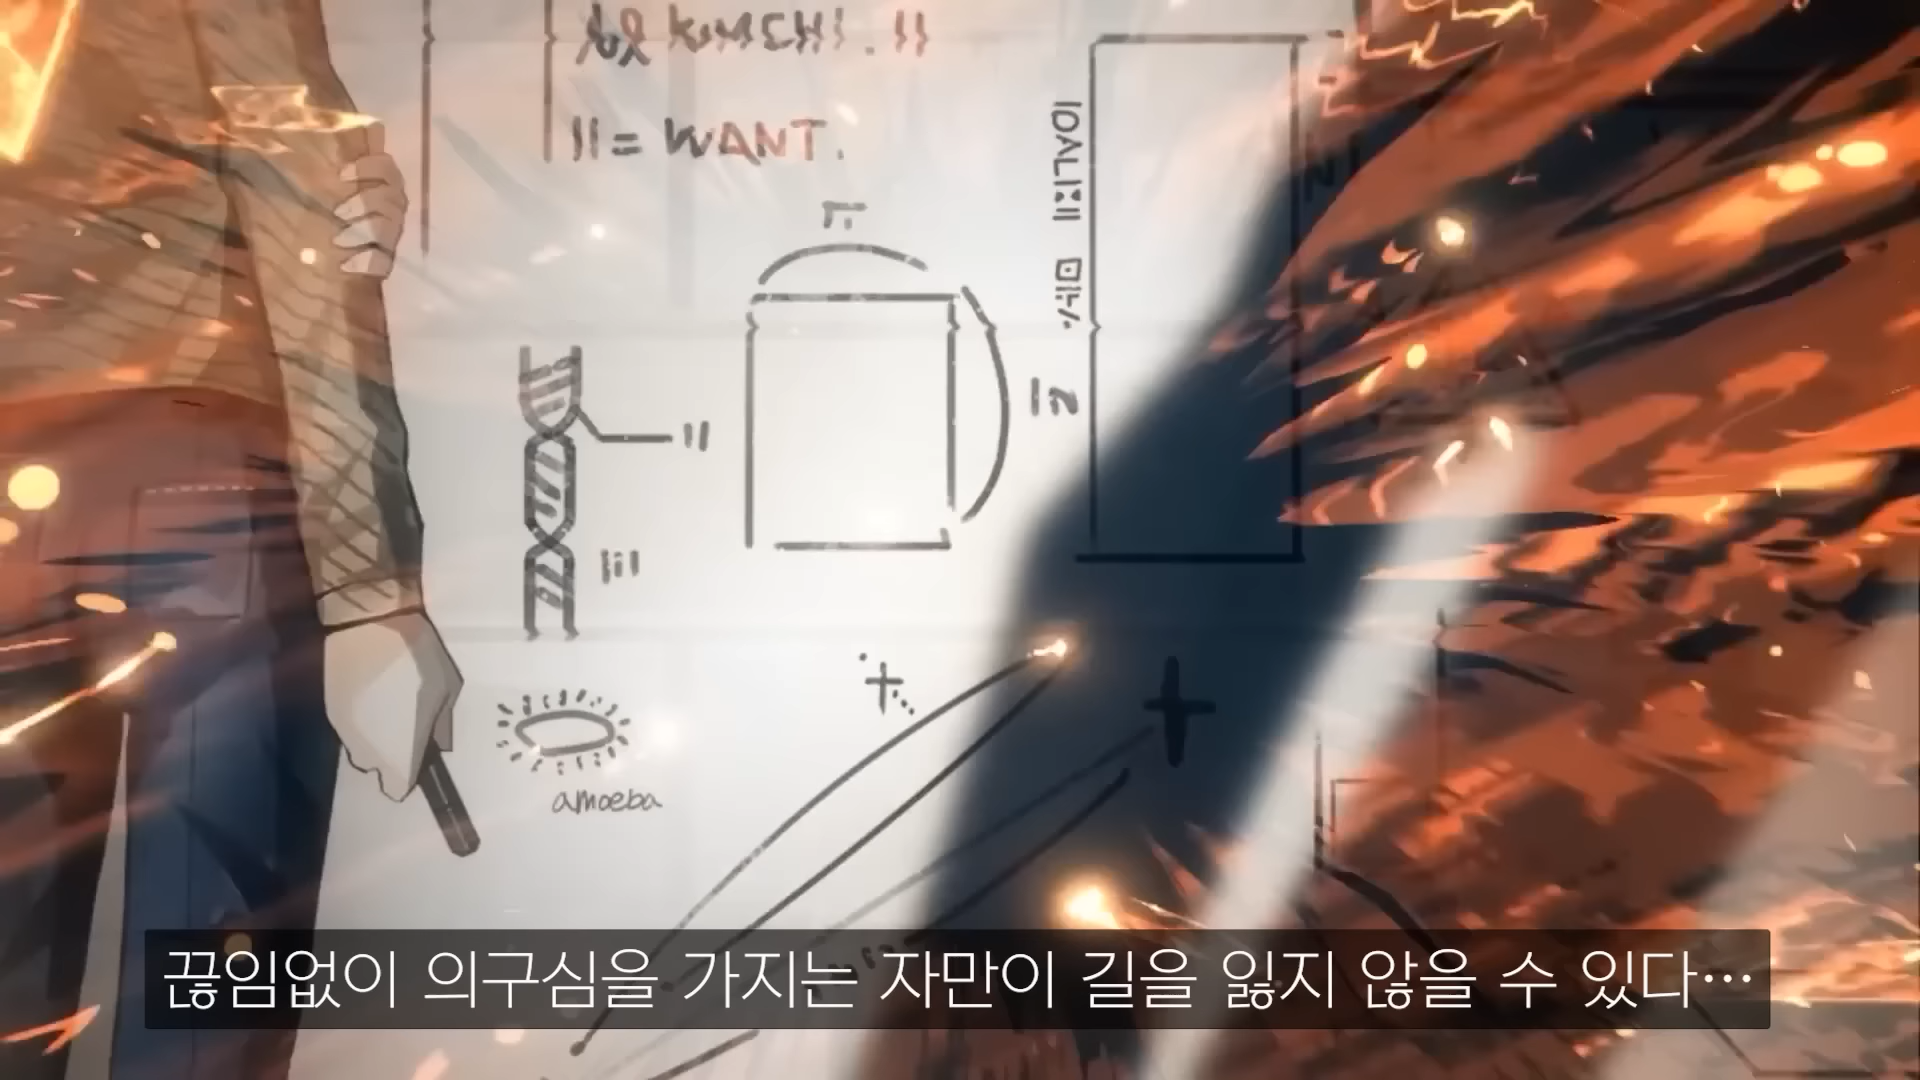 KIMCHI.
= WANT.
amoeba
끊임없이 의구심을 가지는 자만이 길을 잃지 않을 수 있다…